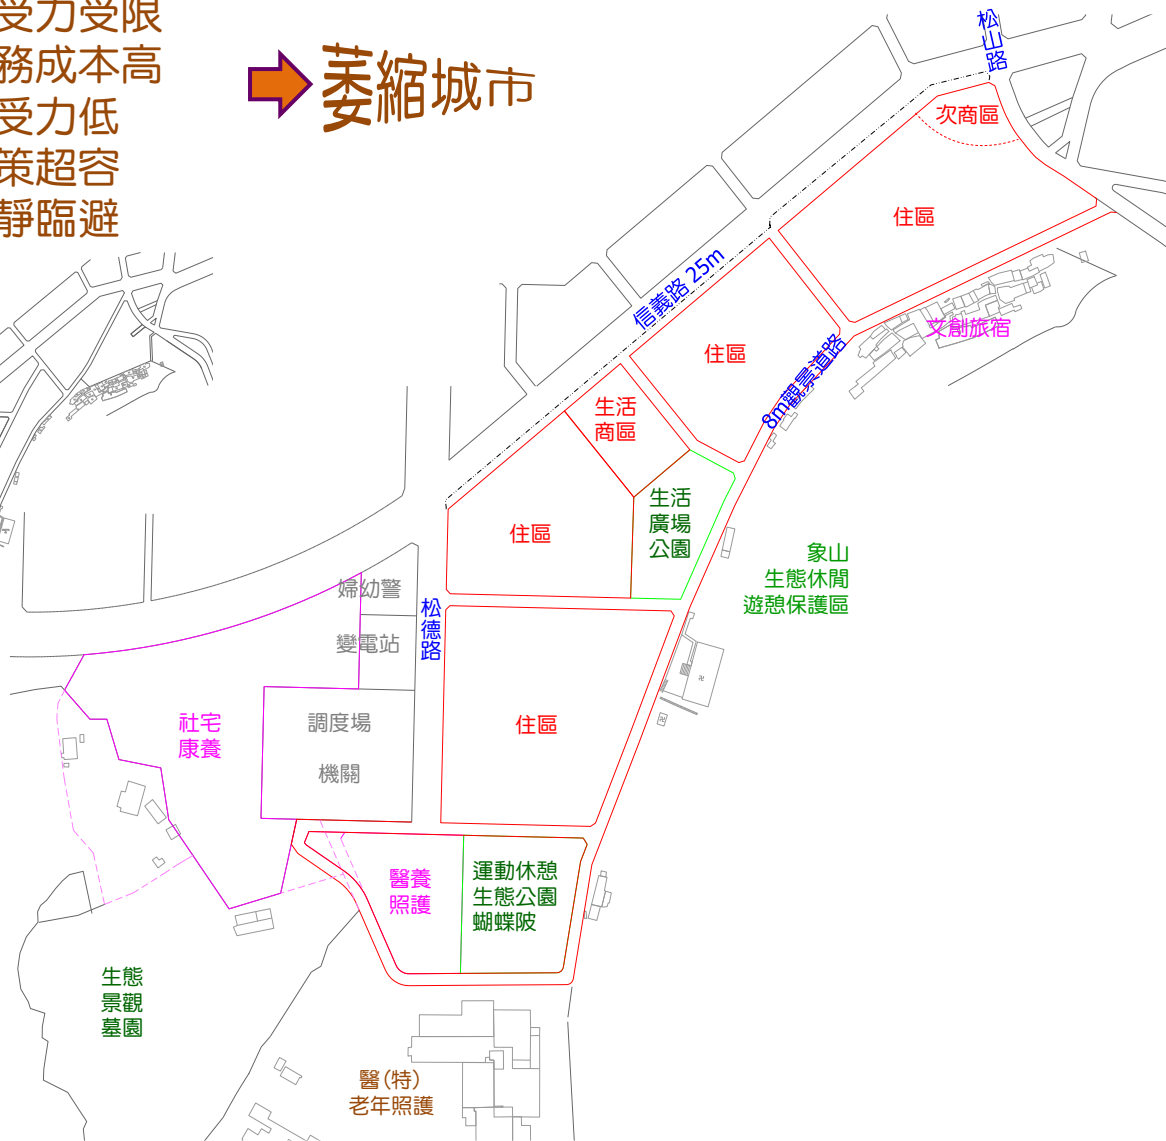 受力受限
務成本高
受力低
策超容
靜臨避
萎縮城市
松山路
次商區
住區
信義路 25m
文創旅宿
住區
8m觀景道路
生活
商區
生活
廣場
公園
住區
象山
生態休閒
遊憩保護區
婦幼警
松德路
變電站
社宅
康養
調度場
機關
住區
醫養
照護
運動休憩
生態公園
蝴蝶陂
生態
景觀
墓園
醫(特)
老年照護